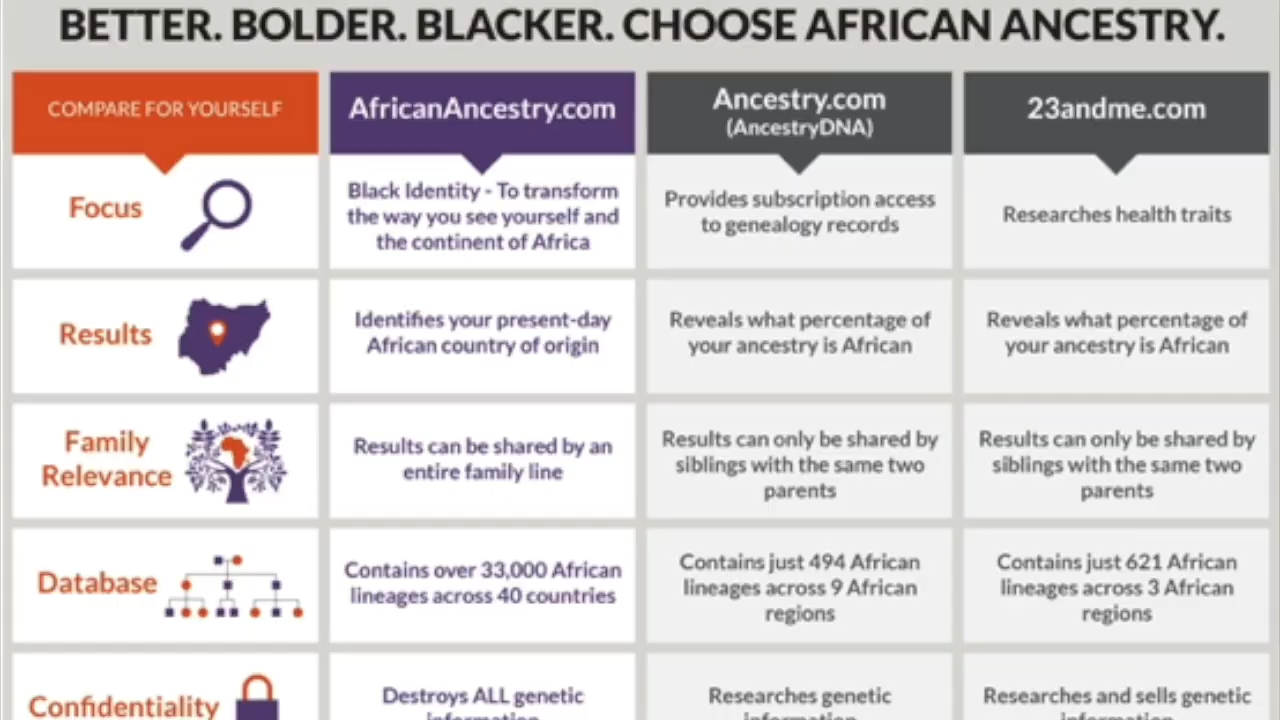 BETTER. BOLDER. BLACKER. CHOOSE AFRICAN ANCESTRY.
COMPARE FOR YOURSELF
AfricanAncestry.com
Ancestry.com
(AncestryDNA)
23andme.com
Focus
Black Identity - To transform
the way you see yourself and
the continent of Africa
Provides subscription access
to genealogy records
Researches health traits
Results
Identifies your present-day
African country of origin
Reveals what percentage of
your ancestry is African
Reveals what percentage of
your ancestry is African
Family
Relevance
Results can be shared by an
entire family line
Results can only be shared by
siblings with the same two
parents
Results can only be shared by
siblings with the same two
parents
Database
Contains over 33,000 African
lineages across 40 countries
Contains just 494 African
lineages across 9 African
regions
Contains just 621 African
lineages across 3 African
regions
Confidentiality
Destroys ALL genetic
information
Researches genetic
information
Researches and sells genetic
information